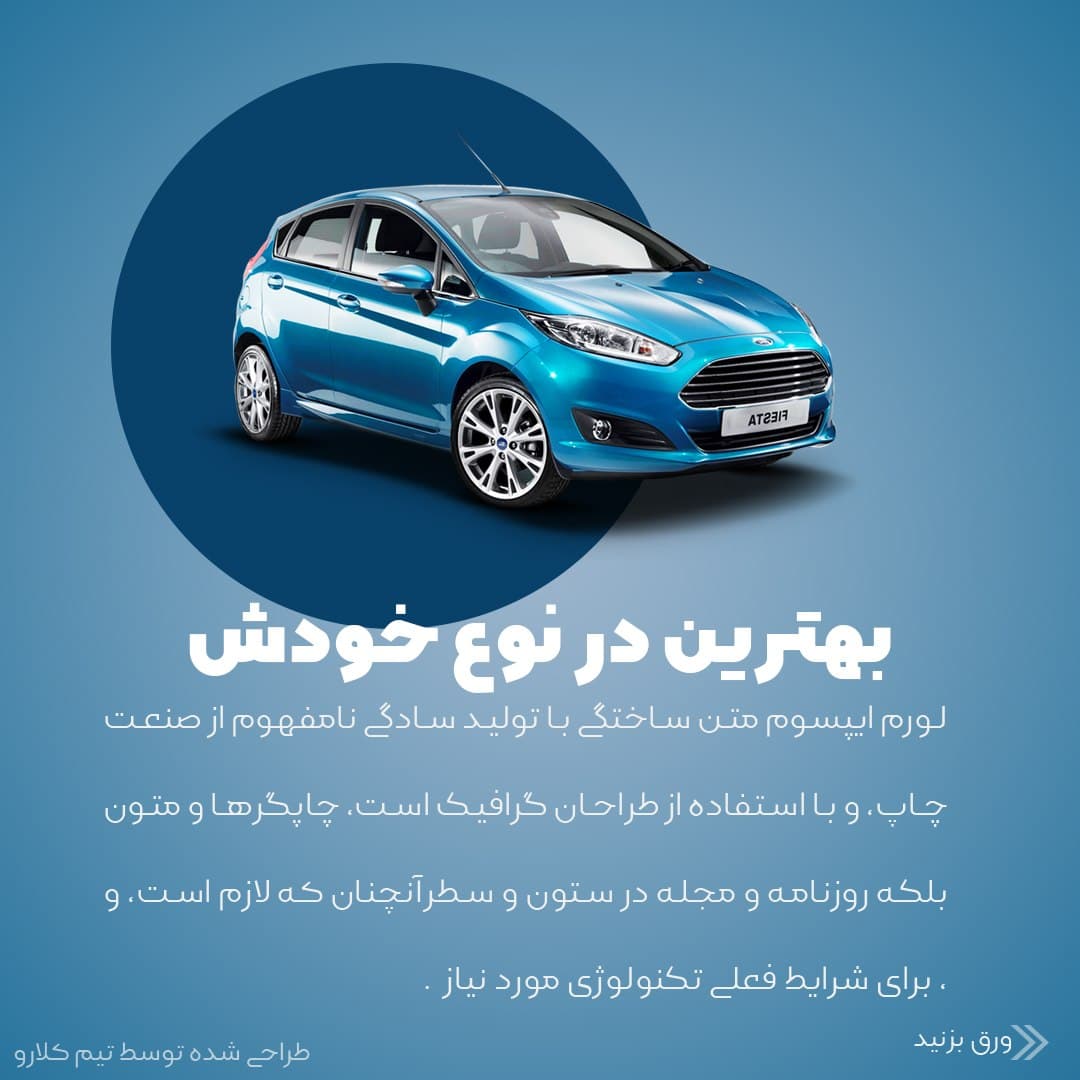 FIESTA
بهترین در نوع خودش
لورم ایپسوم متن ساختگی با تولید سادگی نامفهوم از صنعت
چاپ، و با استفاده از طراحان گرافیک است، چاپگرها و متون
بلکه روزنامه و مجله در ستون و سطرآنچنان که لازم است، و
، برای شرایط فعلی تکنولوژی مورد نیاز .
ورق بزنید
طراحی شده توسط تیم کلارو